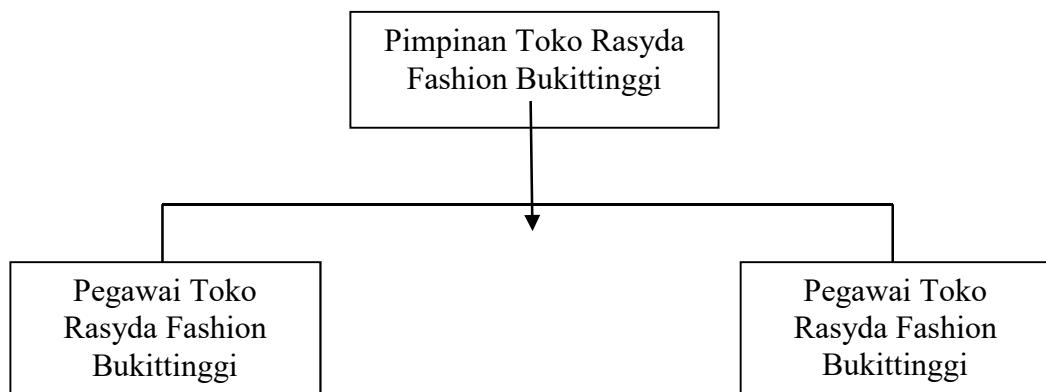 Pimpinan Toko Rasyda
Fashion Bukittinggi
Pegawai Toko
Rasyda Fashion
Bukittinggi
Pegawai Toko
Rasyda Fashion
Bukittinggi